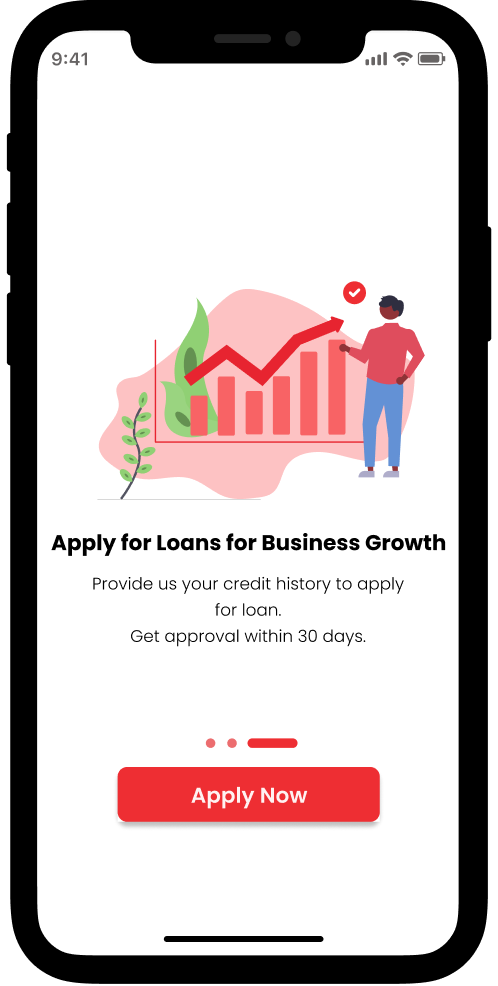 9:41
Apply for Loans for Business Growth
Provide us your credit history to apply
for loan.
Get approval within 30 days.
Apply Now